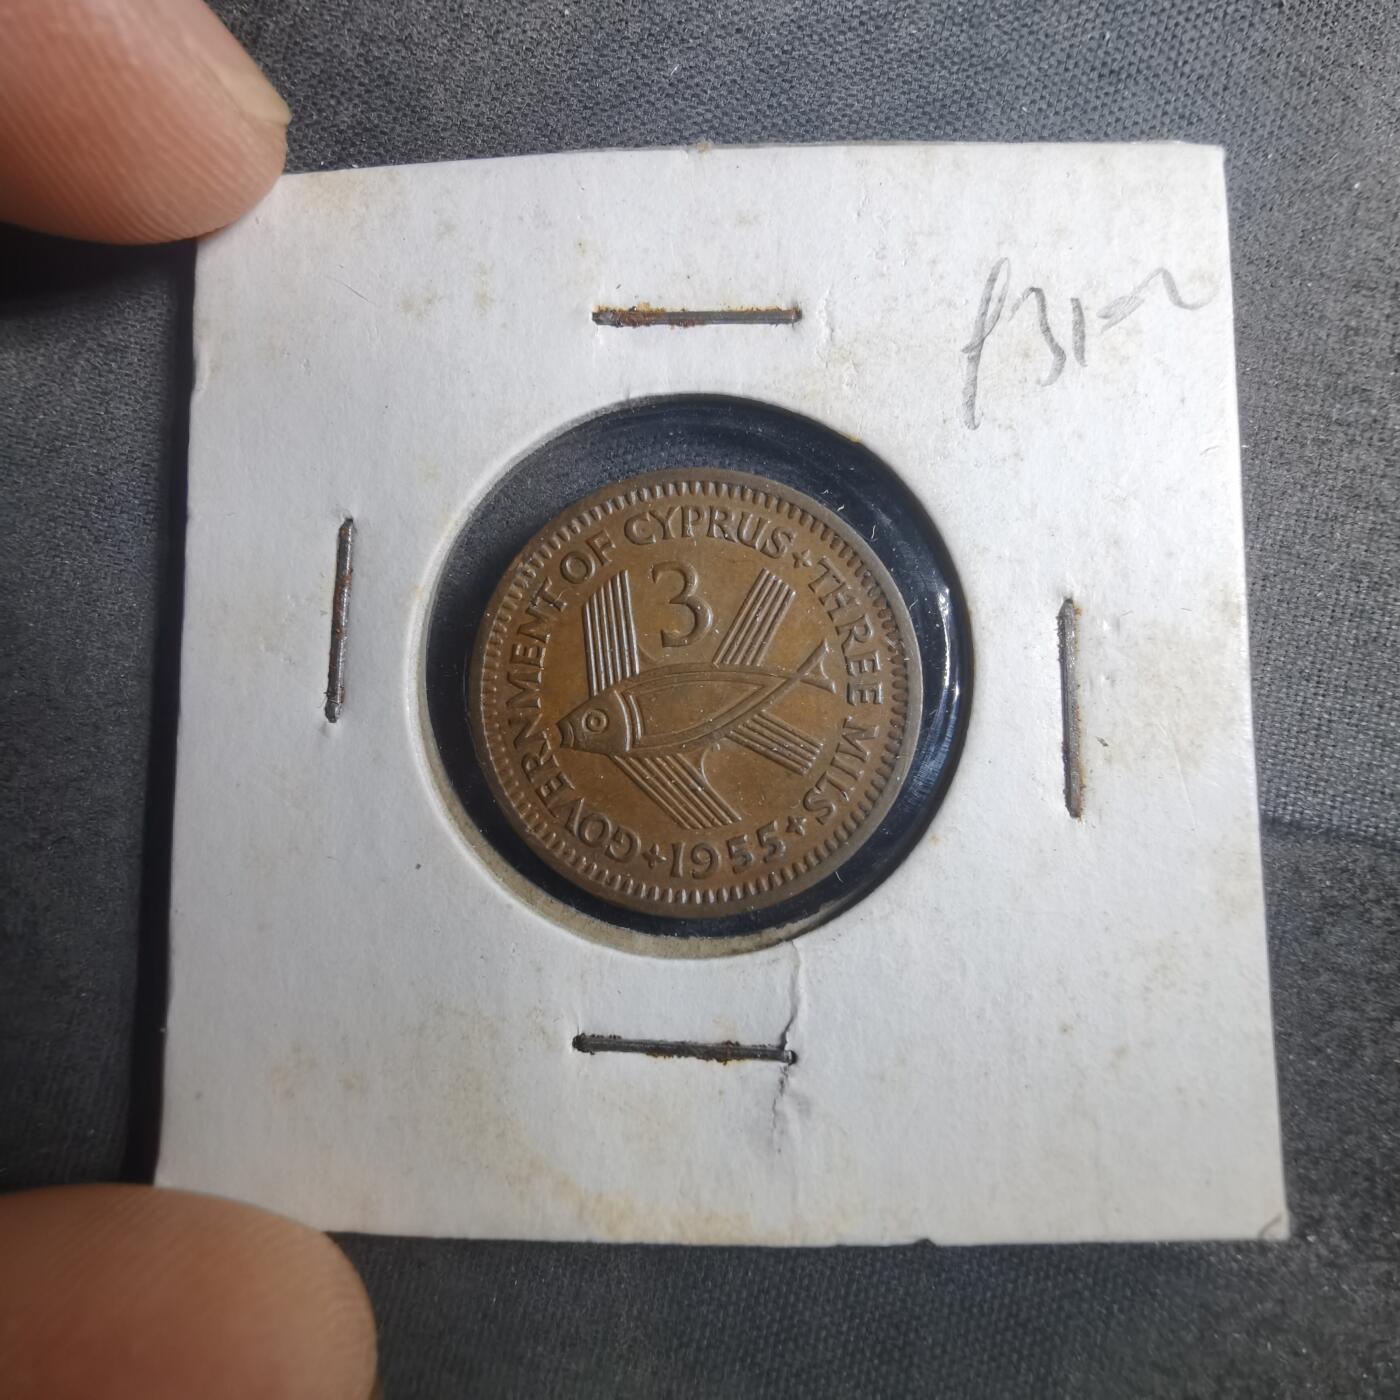 GOVERNMENT OF CYPRUS + THREE MILS + 1955 +
3